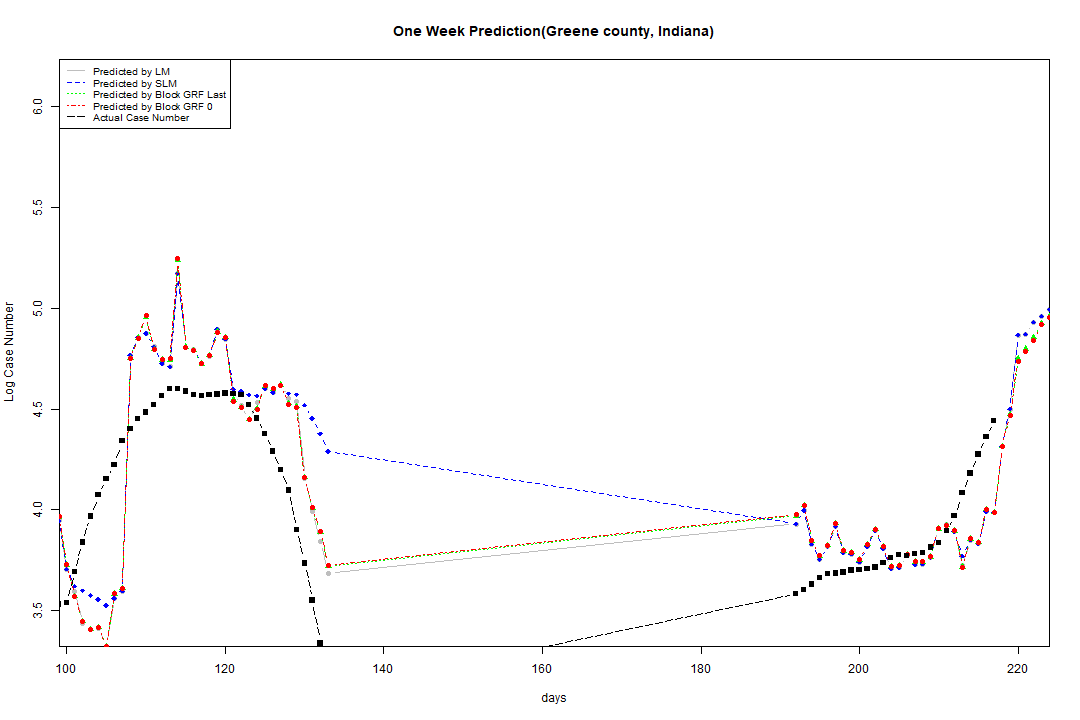 One Week Prediction(Greene county, Indiana)
Predicted by LM
Predicted by SLM
Predicted by Block GRF Last
Predicted by Block GRF 0
Actual Case Number
6.0
5.5
5.0
4.5
4.0
3.5
Log Case Number
100 120 140 160 180 200 220
days